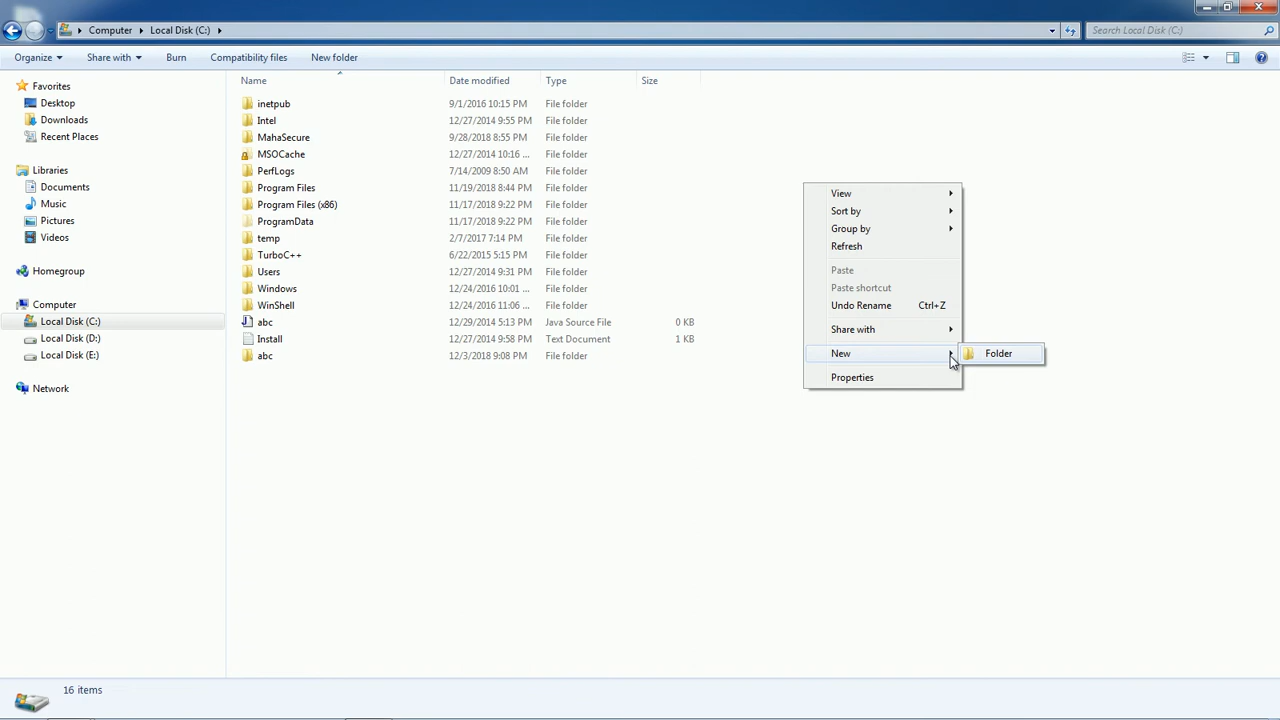 Computer Local Disk (C:) Search Local Disk (C:)
Organize Share with Burn Compatibility files New folder
Name Date modified Type Size
Favorites
Desktop
Downloads
Recent Places
Libraries
Documents
Music
Pictures
Videos
Homegroup
Computer
Local Disk (C:)
Local Disk (D:)
Local Disk (E:)
Network
inetpub 9/1/2016 10:15 PM File folder
Intel 12/27/2014 9:55 PM File folder
MahaSecure 9/28/2018 8:55 PM File folder
MSOCache 12/27/2014 10:16 ... File folder
PerfLogs 7/14/2009 8:50 AM File folder
Program Files 11/19/2018 8:44 PM File folder
Program Files (x86) 11/17/2018 9:22 PM File folder
ProgramData 11/17/2018 9:22 PM File folder
temp 2/7/2017 7:14 PM File folder
TurboC++ 6/22/2015 5:15 PM File folder
Users 12/27/2014 9:31 PM File folder
Windows 12/24/2016 10:01 ... File folder
WinShell 12/24/2016 11:06 ... File folder
abc 12/29/2014 5:13 PM Java Source File 0 KB
Install 12/27/2014 9:58 PM Text Document 1 KB
abc 12/3/2018 9:08 PM File folder
View
Sort by
Group by
Refresh
Paste
Paste shortcut
Undo Rename Ctrl+Z
Share with
New
Folder
Properties
16 items